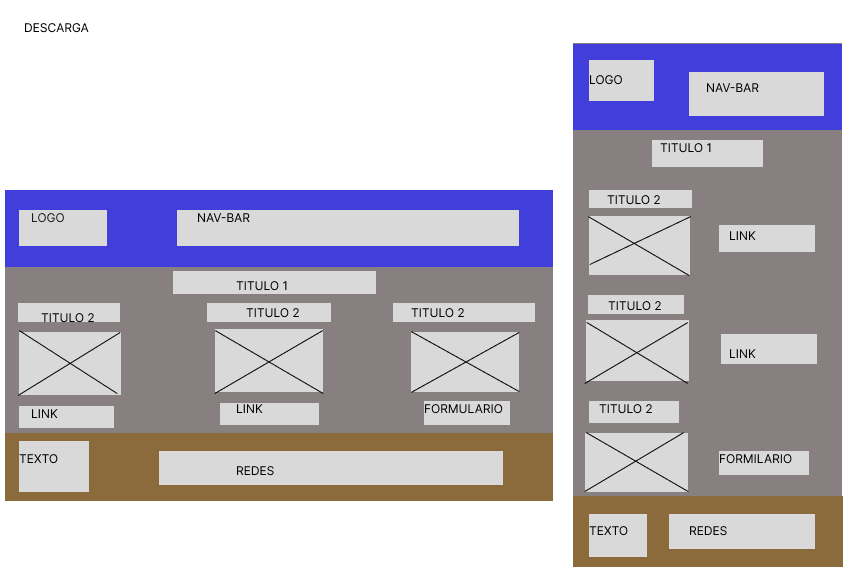 DESCARGA
LOGO
NAV-BAR
TITULO 1
TITULO 2
TITULO 2
TITULO 2
LINK
LINK
FORMULARIO
TEXTO
REDES
LOGO
NAV-BAR
TITULO 1
TITULO 2
LINK
TITULO 2
LINK
TITULO 2
FORMILARIO
TEXTO
REDES